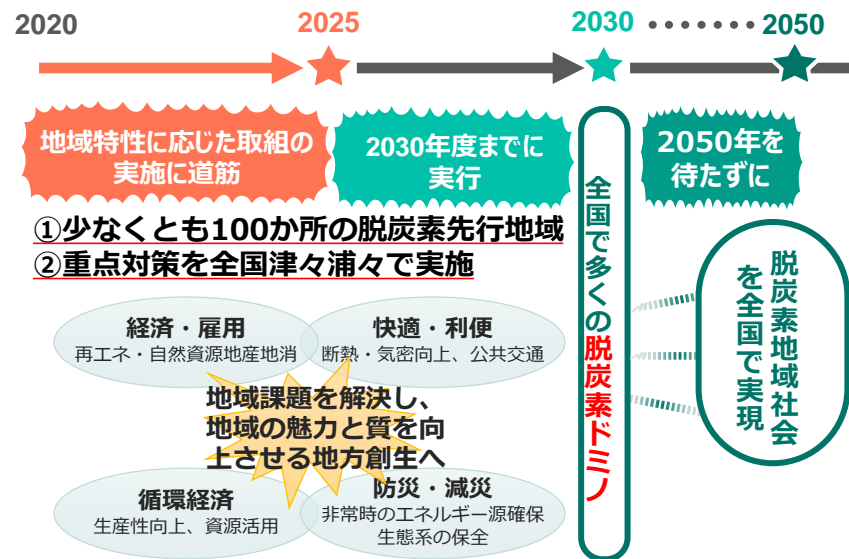 2020
2025
2030 ・・・・・・・ 2050
地域特性に応じた取組の
実施に道筋
2030年度までに
実行
2050年を
待たずに
①少なくとも100か所の脱炭素先行地域
②重点対策を全国津々浦々で実施
経済・雇用
再エネ・自然資源地産地消
快適・利便
断熱・気密向上、公共交通
地域課題を解決し、
地域の魅力と質を向
上させる地方創生へ
循環経済
生産性向上、資源活用
防災・減災
非常時のエネルギー源確保
生態系の保全
全国で多くの脱炭素ドミノ
脱炭素地域社会
を全国で実現